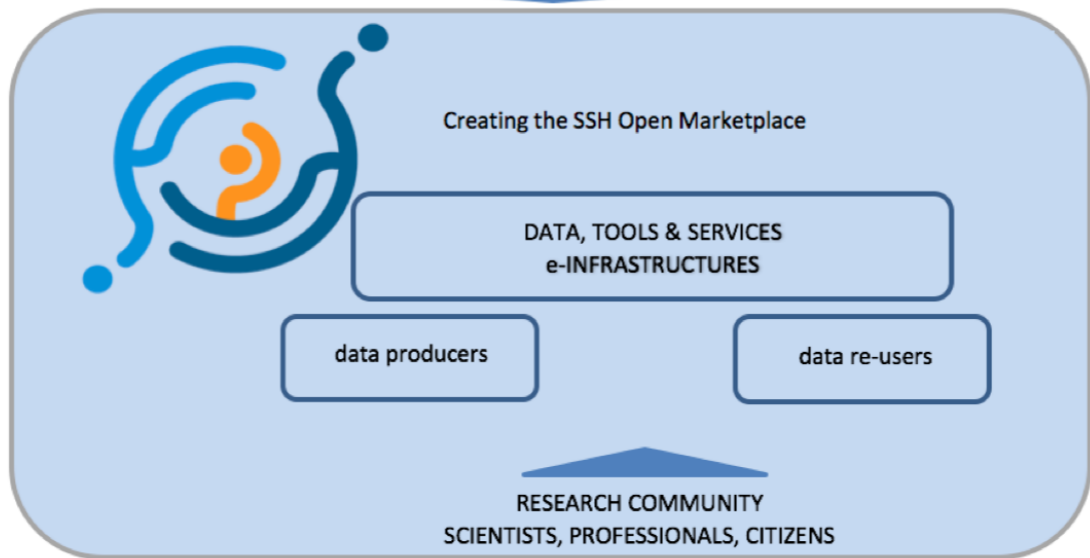 Creating the SSH Open Marketplace
DATA, TOOLS & SERVICES
e-INFRASTRUCTURES
data producers
data re-users
RESEARCH COMMUNITY
SCIENTISTS, PROFESSIONALS, CITIZENS